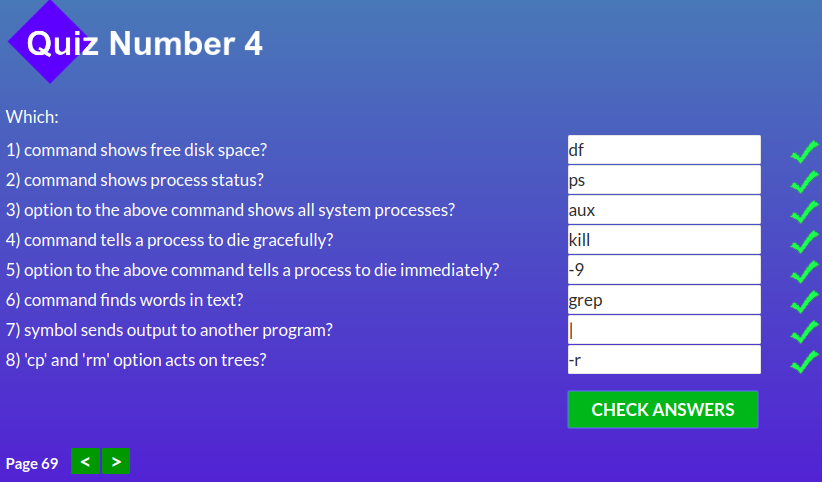 Quiz Number 4
Which:
1) command shows free disk space? df
2) command shows process status? ps
3) option to the above command shows all system processes? aux
4) command tells a process to die gracefully? kill
5) option to the above command tells a process to die immediately? -9
6) command finds words in text? grep
7) symbol sends output to another program? |
8) 'cp' and 'rm' option acts on trees? -r
CHECK ANSWERS
Page 69 < >